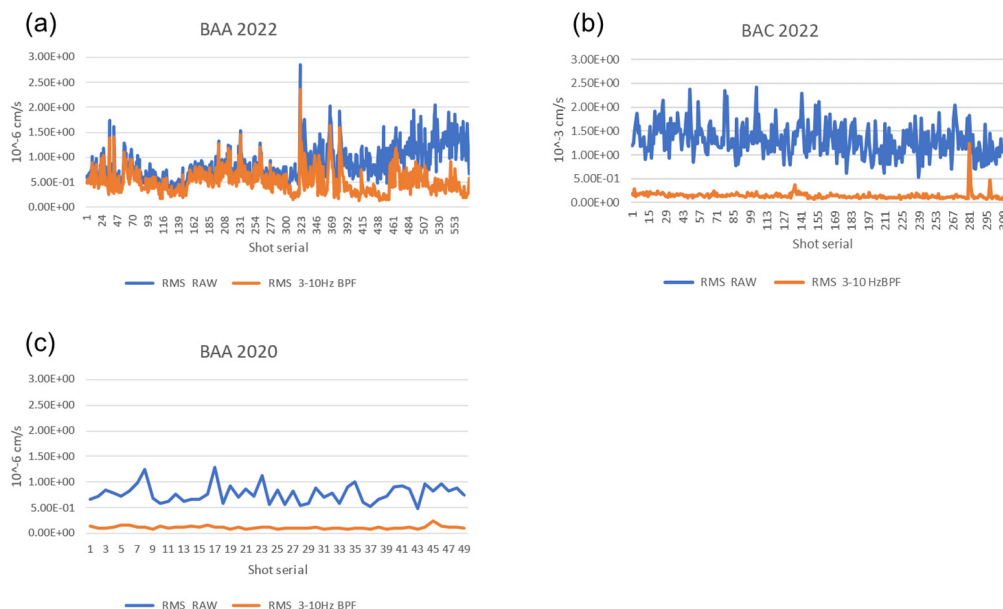 (a)
BAA 2022
3.00E+00
2.50E+00
2.00E+00
1.50E+00
1.00E+00
5.00E-01
0.00E+00
10^-6 cm/s
1 24 47 70 93 116 139 162 185 208 231 254 277 300 323 346 369 392 415 438 461 484 507 530 553
Shot serial
RMS RAW RMS 3-10Hz BPF
(b)
BAC 2022
3.00E+00
2.50E+00
2.00E+00
1.50E+00
1.00E+00
5.00E-01
0.00E+00
10^-3 cm/s
1 15 29 43 57 71 85 99 113 127 141 155 169 183 197 211 225 239 253 267 281 295 309
Shot serial
RMS RAW RMS 3-10 HzBPF
(c)
BAA 2020
3.00E+00
2.50E+00
2.00E+00
1.50E+00
1.00E+00
5.00E-01
0.00E+00
10^-6 cm/s
1 3 5 7 9 11 13 15 17 19 21 23 25 27 29 31 33 35 37 39 41 43 45 47 49
Shot serial
RMS RAW RMS 3-10Hz BPF